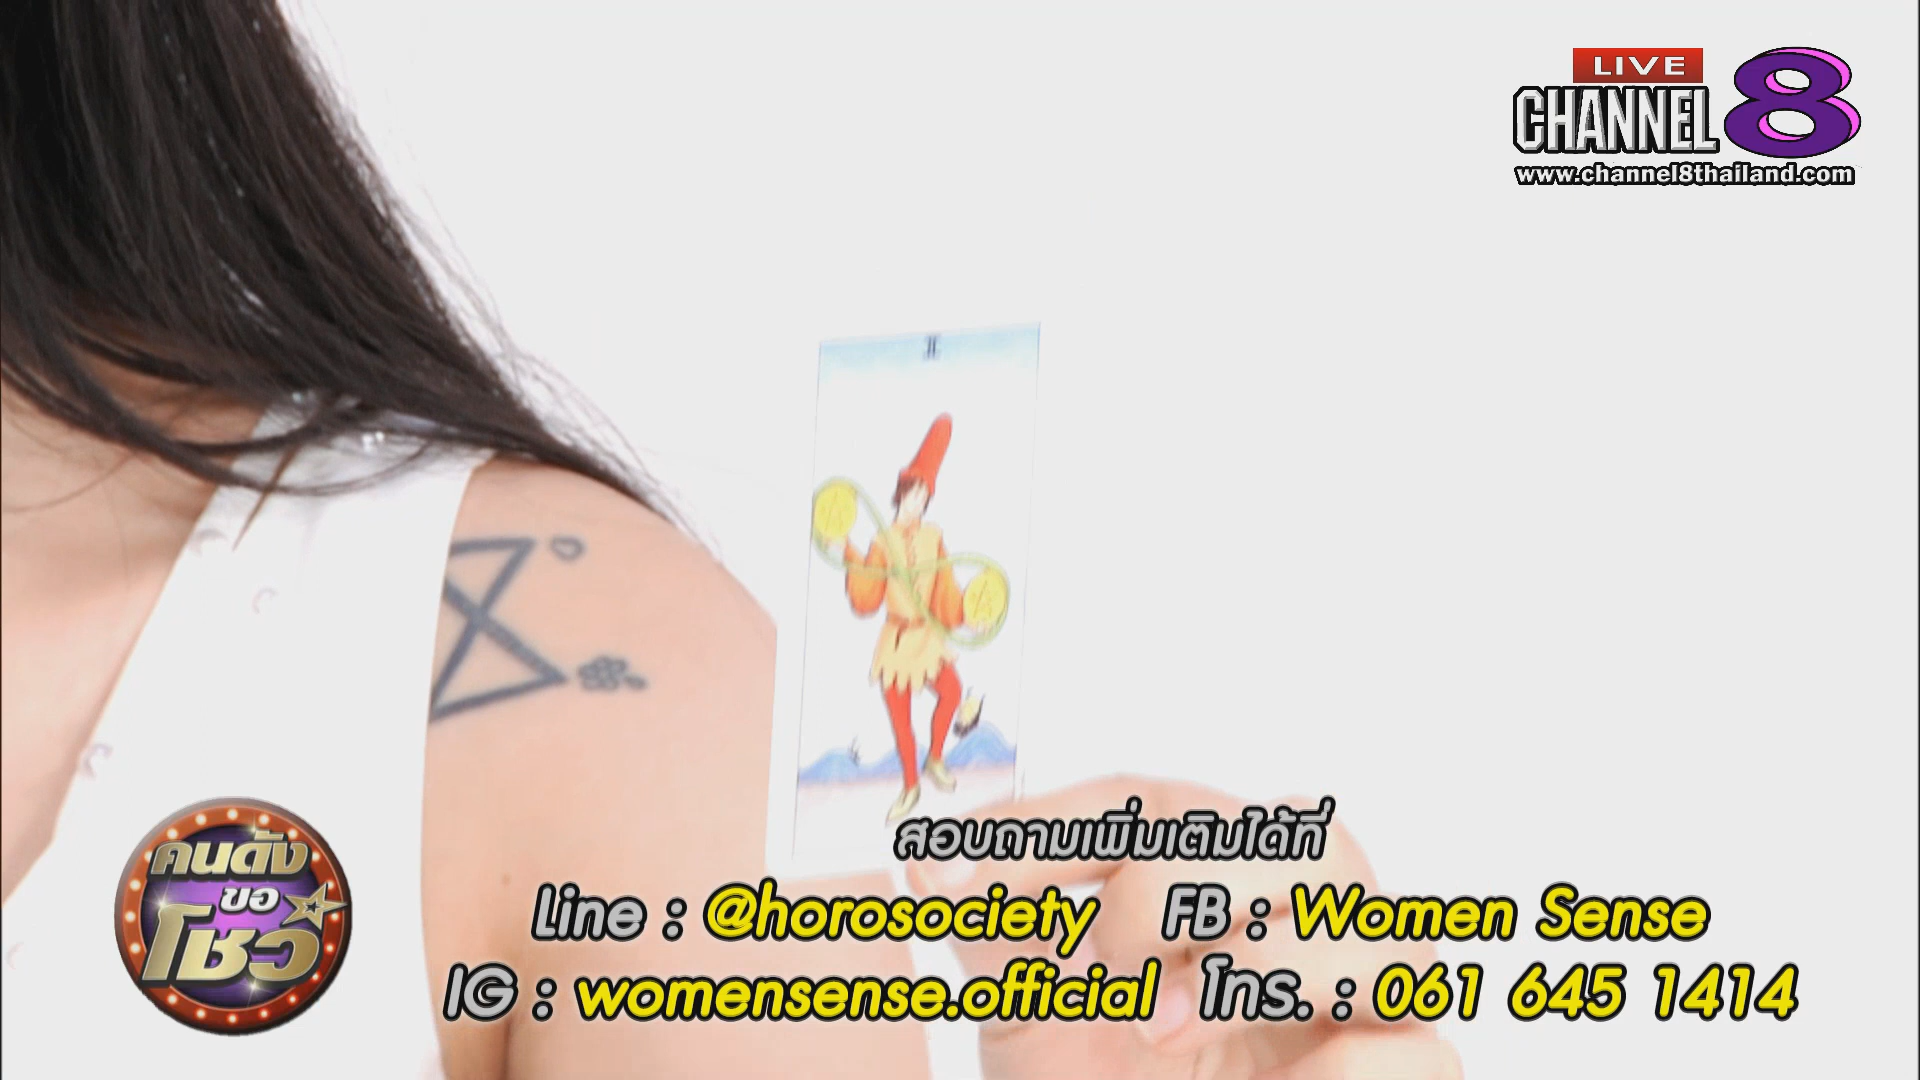 LIVE
CHANNEL 8
www.channel8thailand.com
II
คนดัง
ขอ
โชว์
สอบถามเพิ่มเติมได้ที่
Line : @horosociety FB : Women Sense
IG : womensense.official โทร. : 061 645 1414